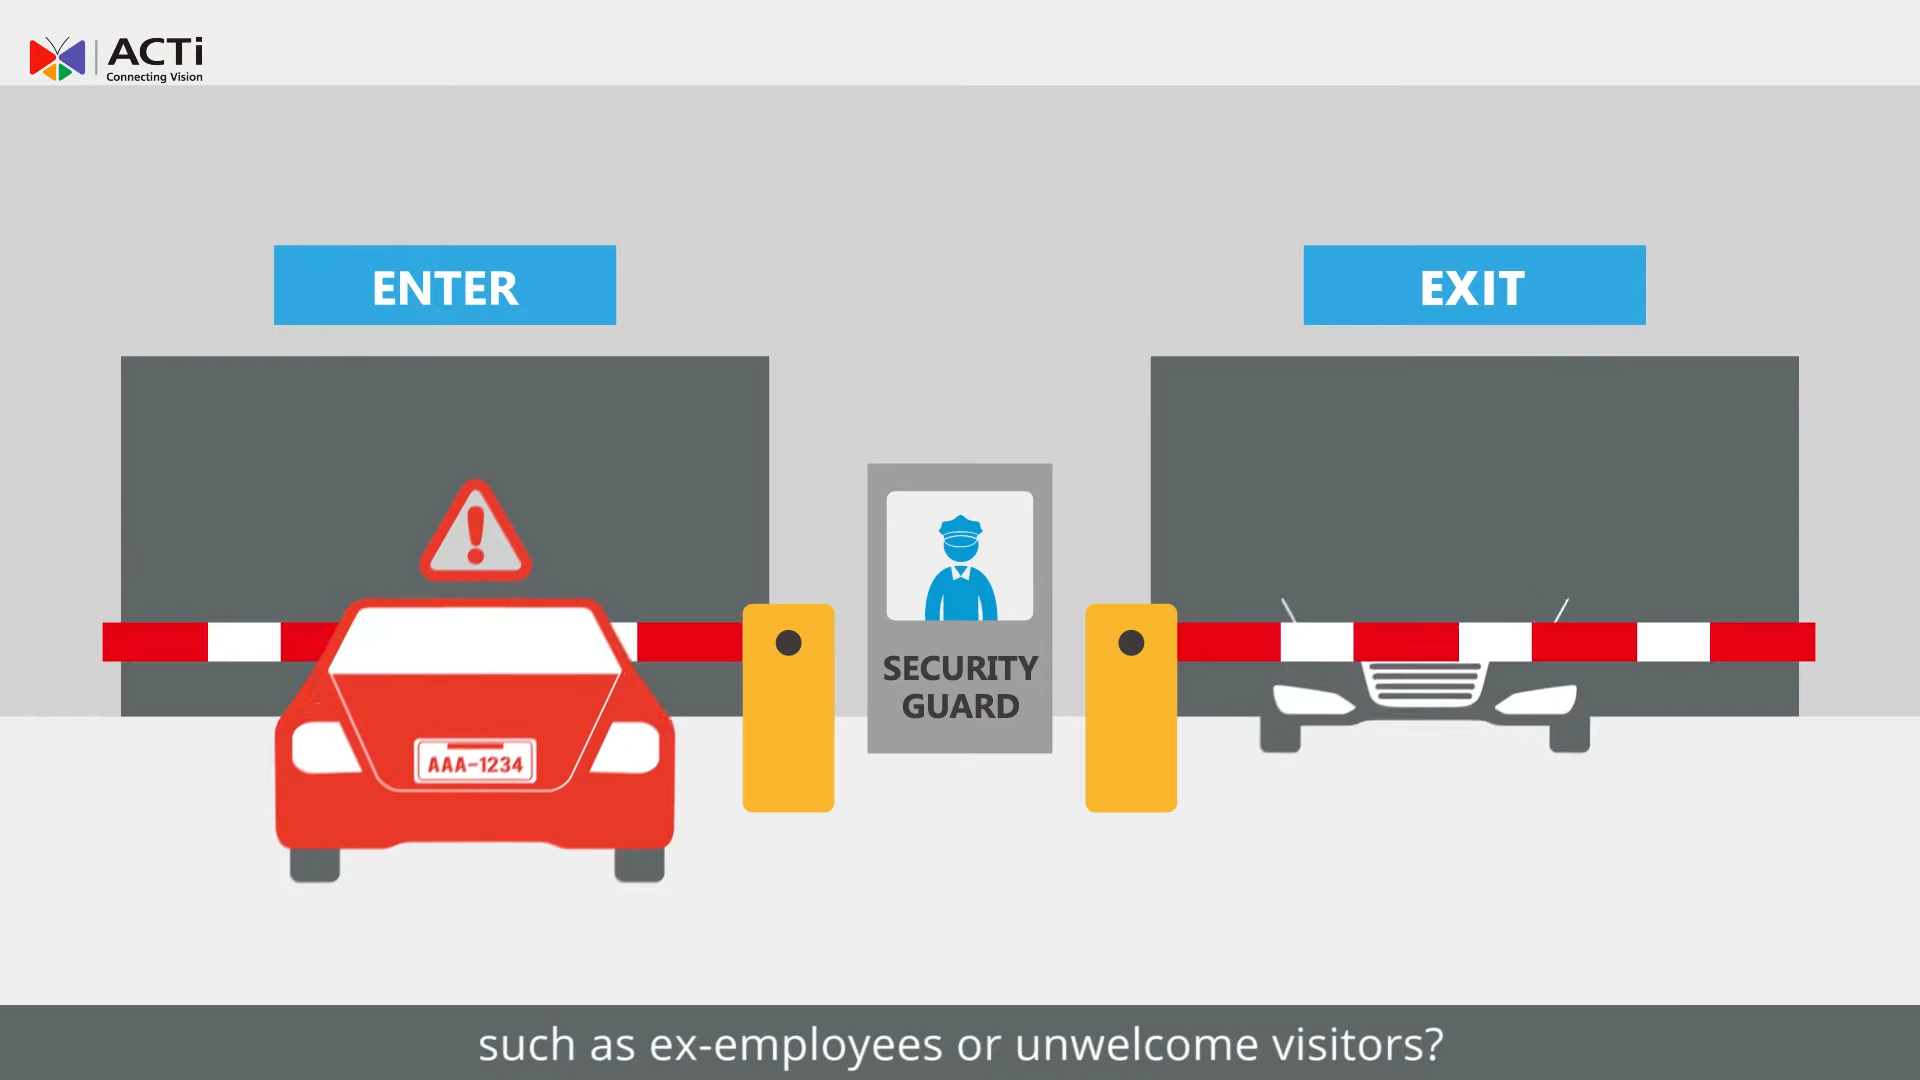 ACTi
Connecting Vision
ENTER
EXIT
SECURITY
GUARD
AAA-1234
such as ex-employees or unwelcome visitors?